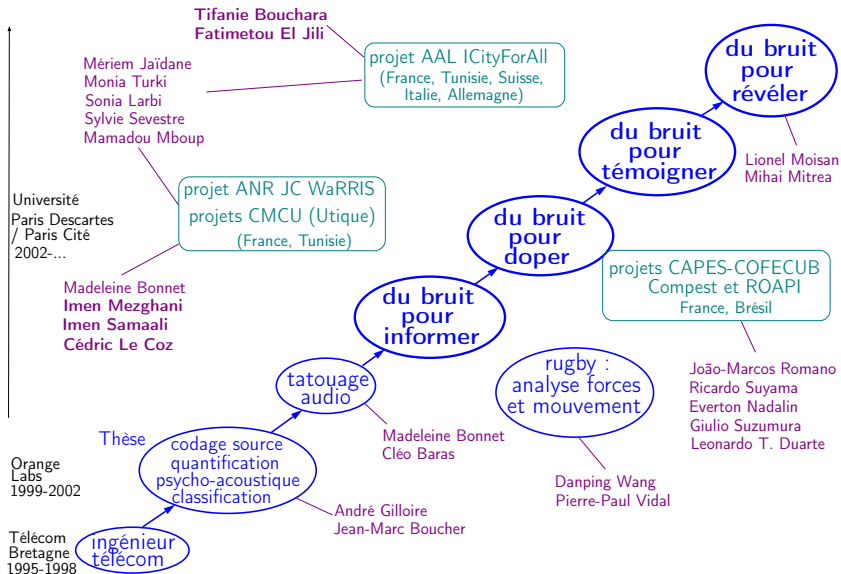 Tifanie Bouchara
Fatimetou El Jili
projet AAL ICityForAll
(France, Tunisie, Suisse,
Italie, Allemagne)
du bruit
pour
révéler
Mériem Jaïdane
Monia Turki
Sonia Larbi
Sylvie Sevestre
Mamadou Mboup
du bruit
pour
témoigner
Lionel Moisan
Mihai Mitrea
projet ANR JC WaRRIS
projets CMCU (Utique)
(France, Tunisie)
Université
Paris Descartes
/ Paris Cité
2002-...
du bruit
pour
doper
projets CAPES-COFECUB
Compest et ROAPI
France, Brésil
Madeleine Bonnet
Imen Mezghani
Imen Samaali
Cédric Le Coz
du bruit
pour
informer
rugby :
analyse forces
et mouvement
João-Marcos Romano
Ricardo Suyama
Everton Nadalin
Giulio Suzumura
Leonardo T. Duarte
tatouage
audio
Madeleine Bonnet
Cléo Baras
Thèse
codage source
quantification
psycho-acoustique
classification
Orange
Labs
1999-2002
Danping Wang
Pierre-Paul Vidal
André Gilloire
Jean-Marc Boucher
Télécom
Bretagne
1995-1998
ingénieur
télécom